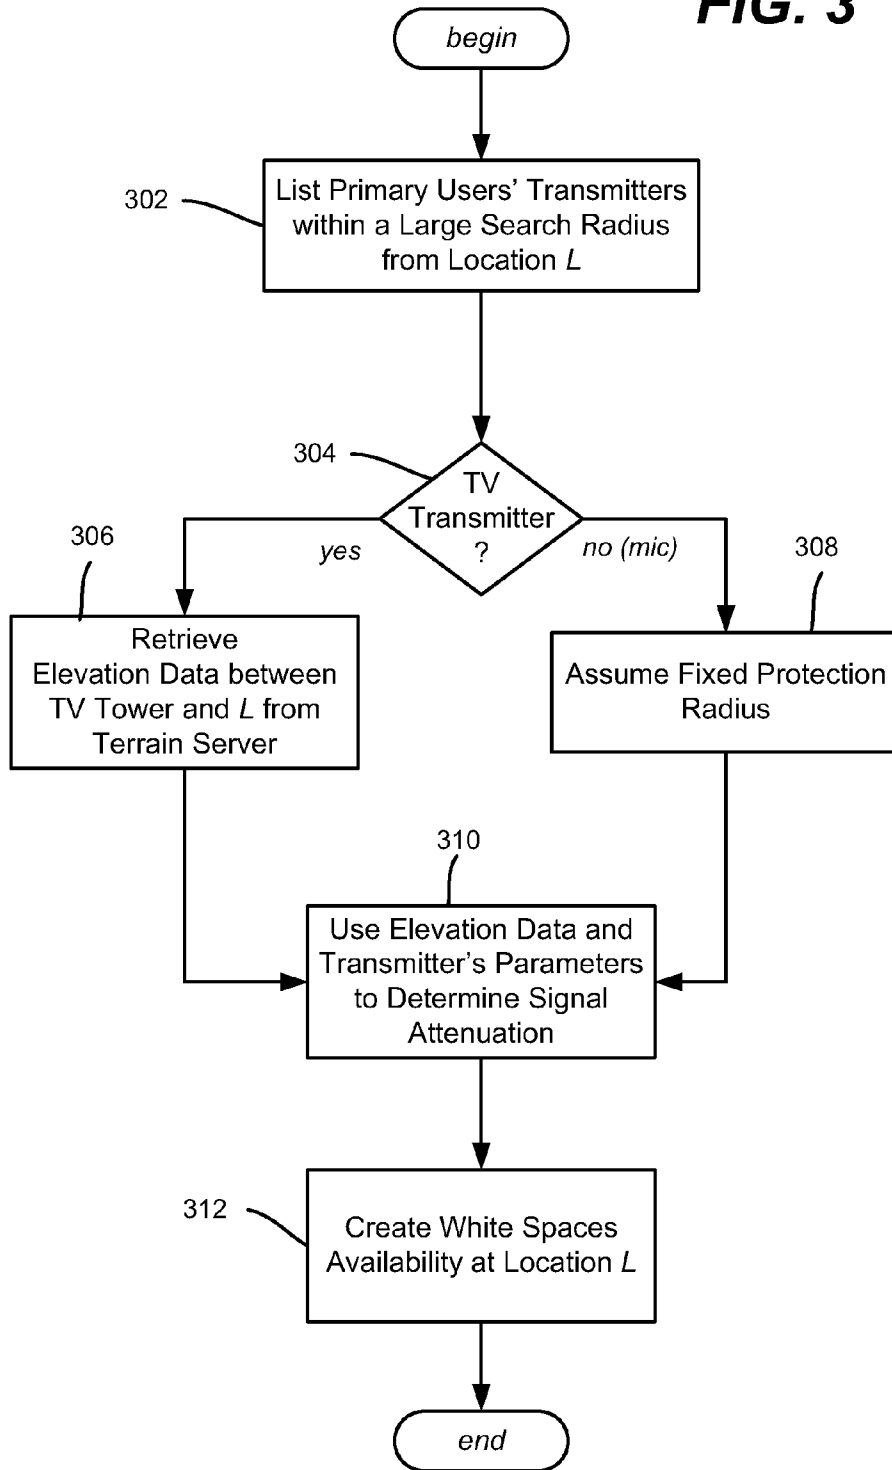 FIG. 3
begin
302
List Primary Users' Transmitters
within a Large Search Radius
from Location L
304
TV
Transmitter
?
yes
no (mic)
306
Retrieve
Elevation Data between
TV Tower and L from
Terrain Server
308
Assume Fixed Protection
Radius
310
Use Elevation Data and
Transmitter's Parameters
to Determine Signal
Attenuation
312
Create White Spaces
Availability at Location L
end